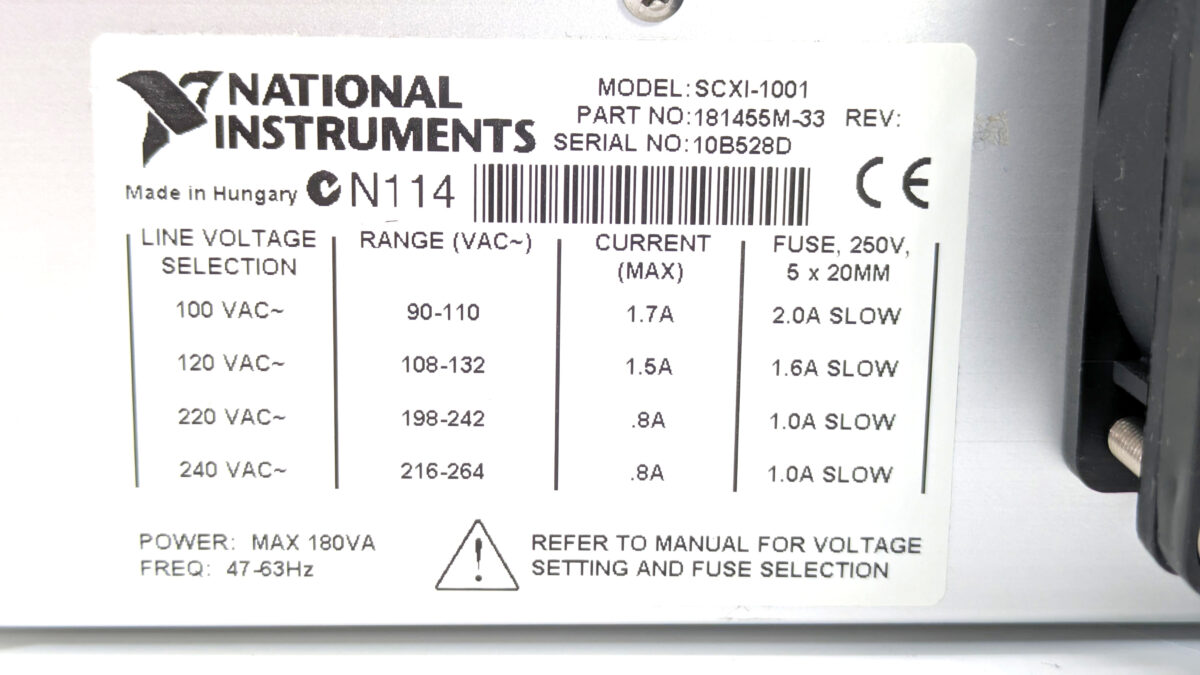 NATIONAL
INSTRUMENTS
MODEL: SCXI-1001
PART NO: 181455M-33 REV:
SERIAL NO: 10B528D
Made in Hungary N114 CE
LINE VOLTAGE SELECTION RANGE (VAC~) CURRENT (MAX) FUSE, 250V, 5 x 20MM
100 VAC~ 90-110 1.7A 2.0A SLOW
120 VAC~ 108-132 1.5A 1.6A SLOW
220 VAC~ 198-242 .8A 1.0A SLOW
240 VAC~ 216-264 .8A 1.0A SLOW
POWER: MAX 180VA
FREQ: 47-63Hz
!
REFER TO MANUAL FOR VOLTAGE
SETTING AND FUSE SELECTION